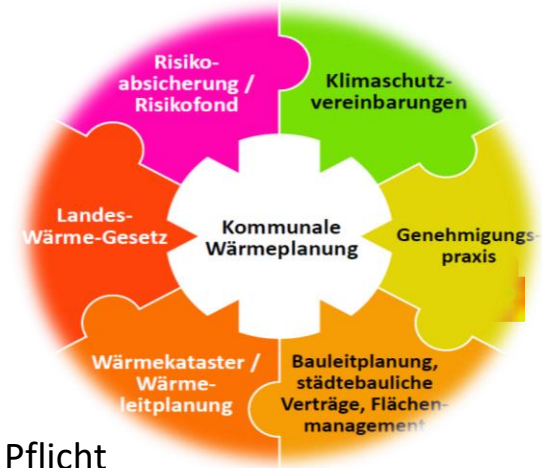 Risiko-
absicherung /
Risikofond
Klimaschutz-
vereinbarungen
Landes-
Wärme-Gesetz
Kommunale
Wärmeplanung
Genehmigungs-
praxis
Wärmekataster /
Wärme-
leitplanung
Bauleitplanung,
städtebauliche
Verträge, Flächen-
management
Pflicht